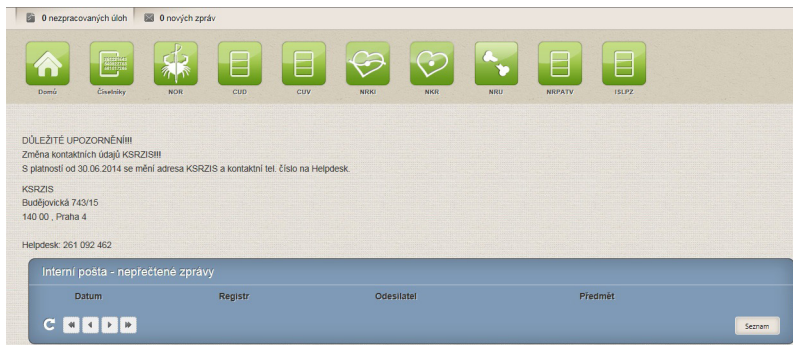 0 nezpracovaných úloh 0 nových zpráv
Domů Číselníky NOR CUD CUV NRKI NKR NRU NRPATV ISLPZ
DŮLEŽITÉ UPOZORNĚNÍ!!!
Změna kontaktních údajů KSRZIS!!!
S platností od 30.06.2014 se mění adresa KSRZIS a kontaktní tel. číslo na Helpdesk.
KSRZIS
Budějovická 743/15
140 00 , Praha 4
Helpdesk: 261 092 462
Interní pošta - nepřečtené zprávy
Datum Registr Odesilatel Předmět
Seznam